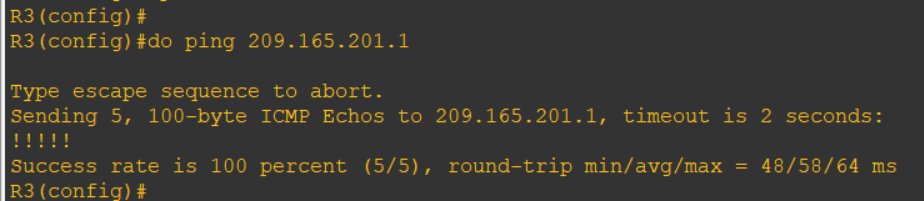 R3(config)#
R3(config)#do ping 209.165.201.1
Type escape sequence to abort.
Sending 5, 100-byte ICMP Echos to 209.165.201.1, timeout is 2 seconds:
!!!!!
Success rate is 100 percent (5/5), round-trip min/avg/max = 48/58/64 ms
R3(config)#